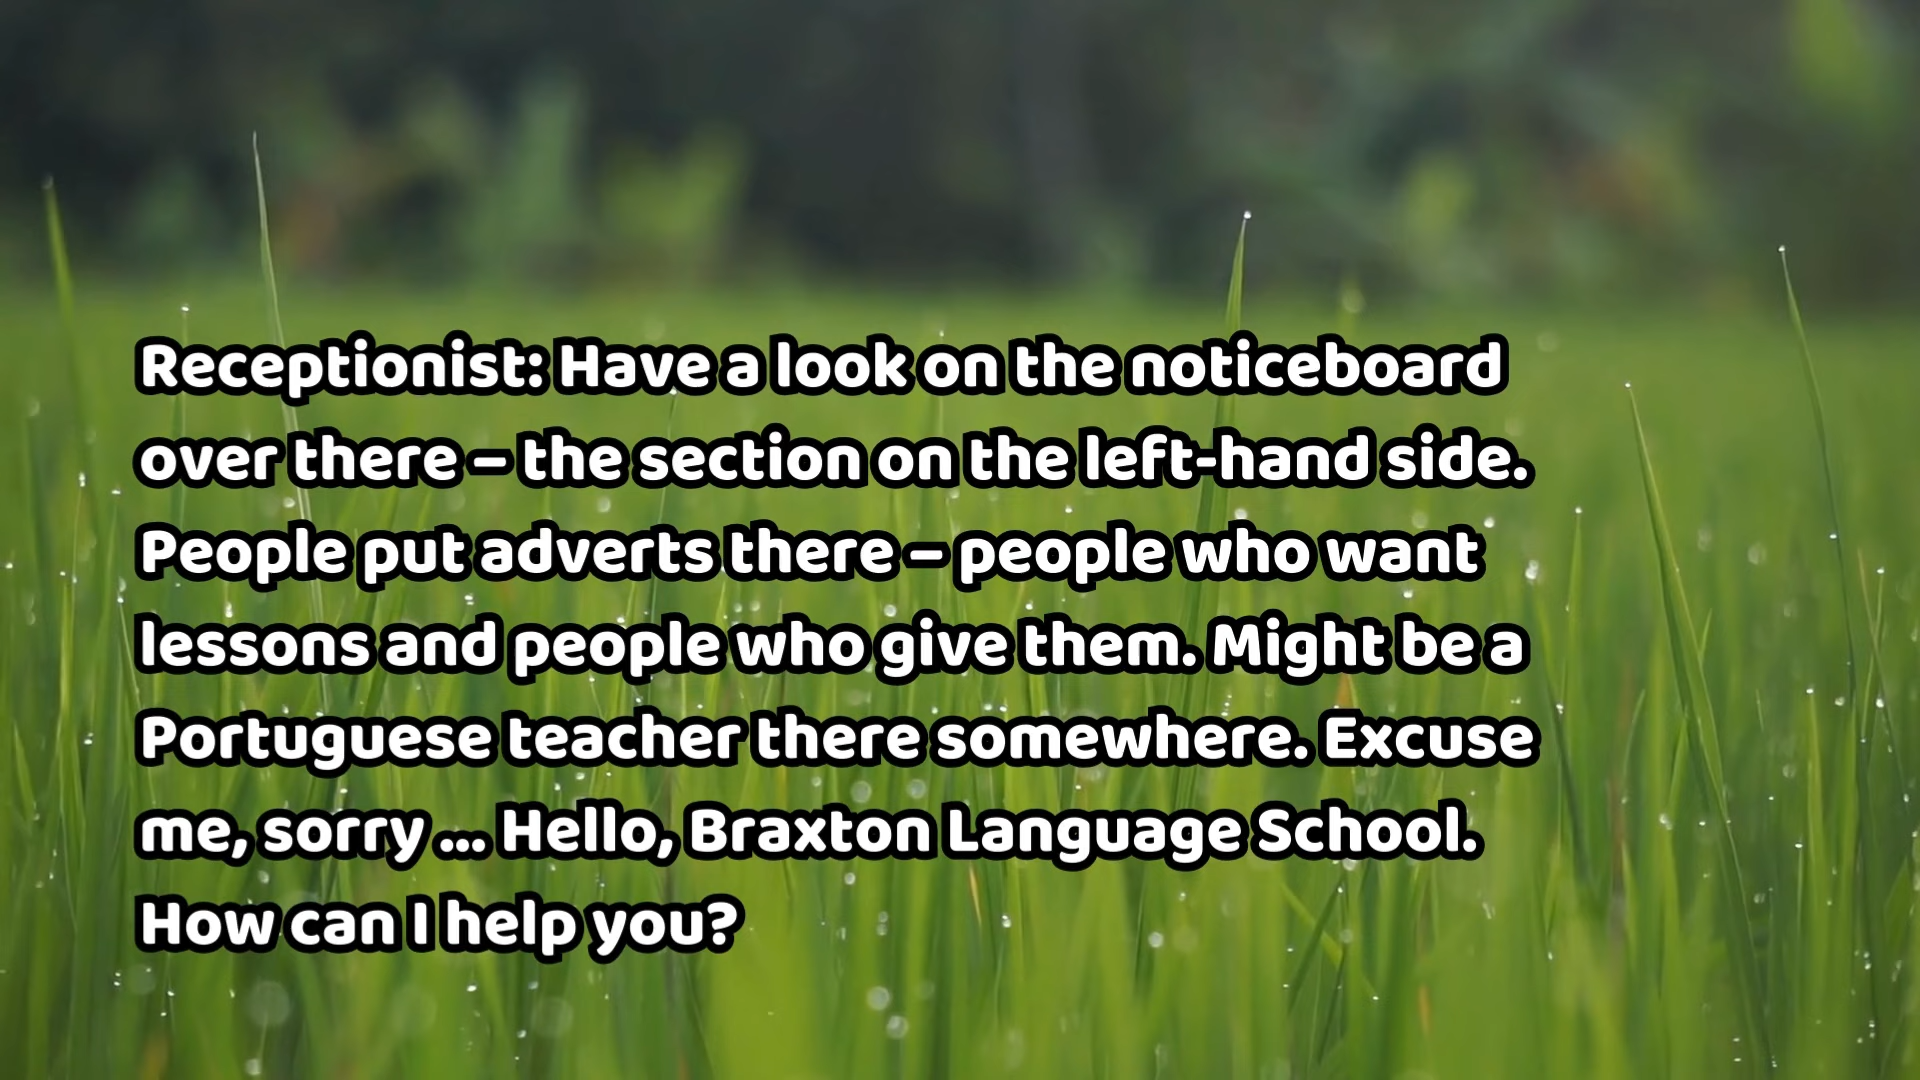 Receptionist: Have a look on the noticeboard
over there – the section on the left-hand side.
People put adverts there – people who want
lessons and people who give them. Might be a
Portuguese teacher there somewhere. Excuse
me, sorry ... Hello, Braxton Language School.
How can I help you?